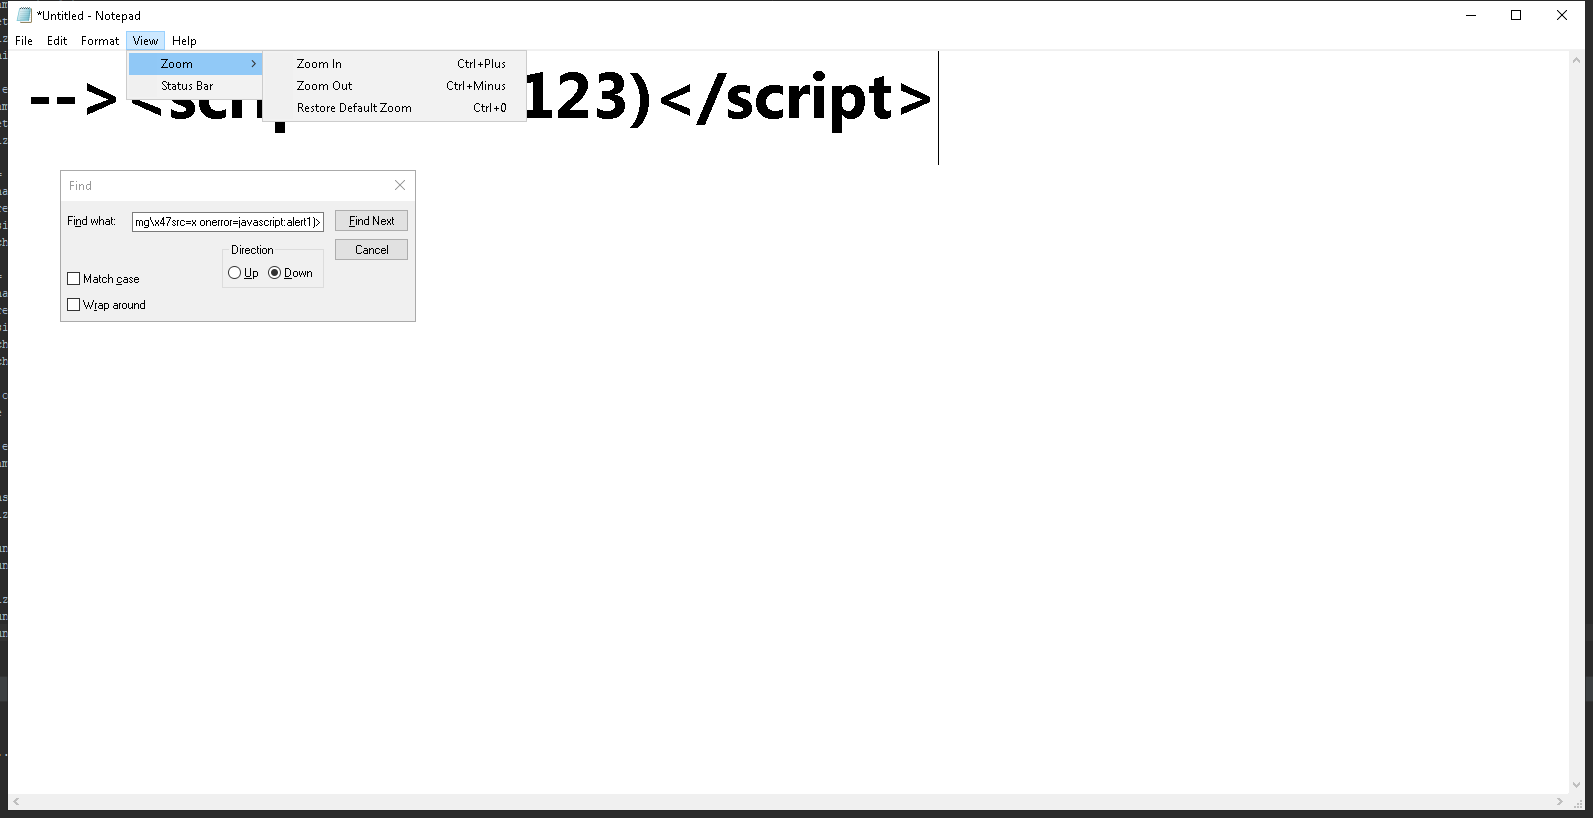 *Untitled - Notepad
File Edit Format View Help
Zoom
Status Bar
Zoom In Ctrl+Plus
Zoom Out Ctrl+Minus
Restore Default Zoom Ctrl+0
--><scrip 123)</script>
Find
Find what: mg\x47src=x onerror=javascript:alert1)>
Find Next
Cancel
Direction
Up Down
Match case
Wrap around